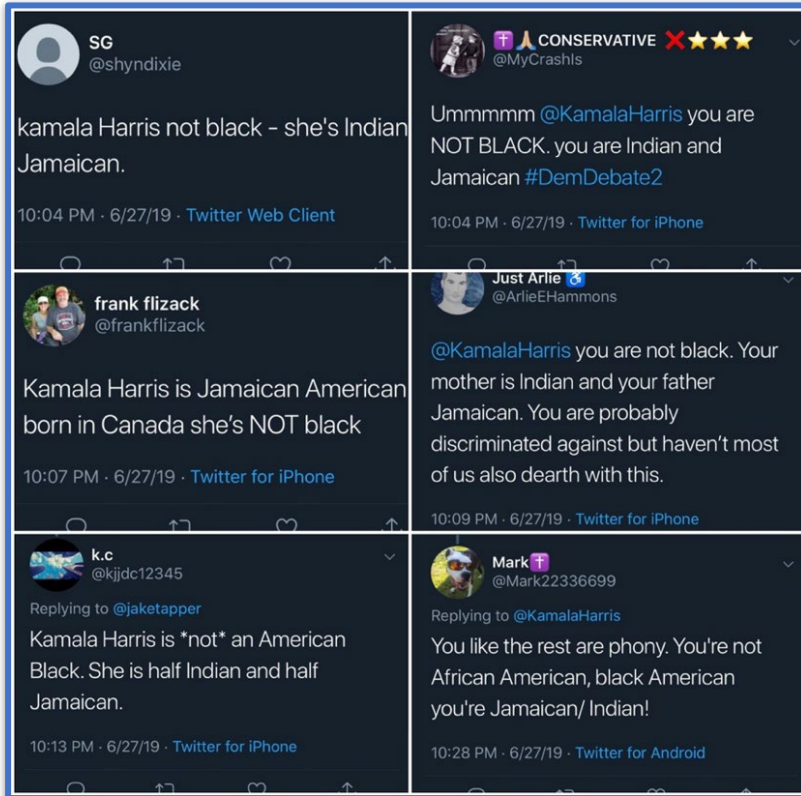 SG
@shyndixie
kamala Harris not black - she's Indian
Jamaican.
10:04 PM · 6/27/19 · Twitter Web Client
✝️🙏🏼 CONSERVATIVE ❌⭐⭐⭐
@MyCrashIs
Ummmmm @KamalaHarris you are
NOT BLACK. you are Indian and
Jamaican #DemDebate2
10:04 PM · 6/27/19 · Twitter for iPhone
frank flizack
@frankflizack
Kamala Harris is Jamaican American
born in Canada she's NOT black
10:07 PM · 6/27/19 · Twitter for iPhone
Just Arlie ♿
@ArlieEHammons
@KamalaHarris you are not black. Your
mother is Indian and your father
Jamaican. You are probably
discriminated against but haven't most
of us also dearth with this.
10:09 PM · 6/27/19 · Twitter for iPhone
k.c
@kjjdc12345
Replying to @jaketapper
Kamala Harris is *not* an American
Black. She is half Indian and half
Jamaican.
10:13 PM · 6/27/19 · Twitter for iPhone
Mark✝️
@Mark22336699
Replying to @KamalaHarris
You like the rest are phony. You're not
African American, black American
you're Jamaican/ Indian!
10:28 PM · 6/27/19 · Twitter for Android